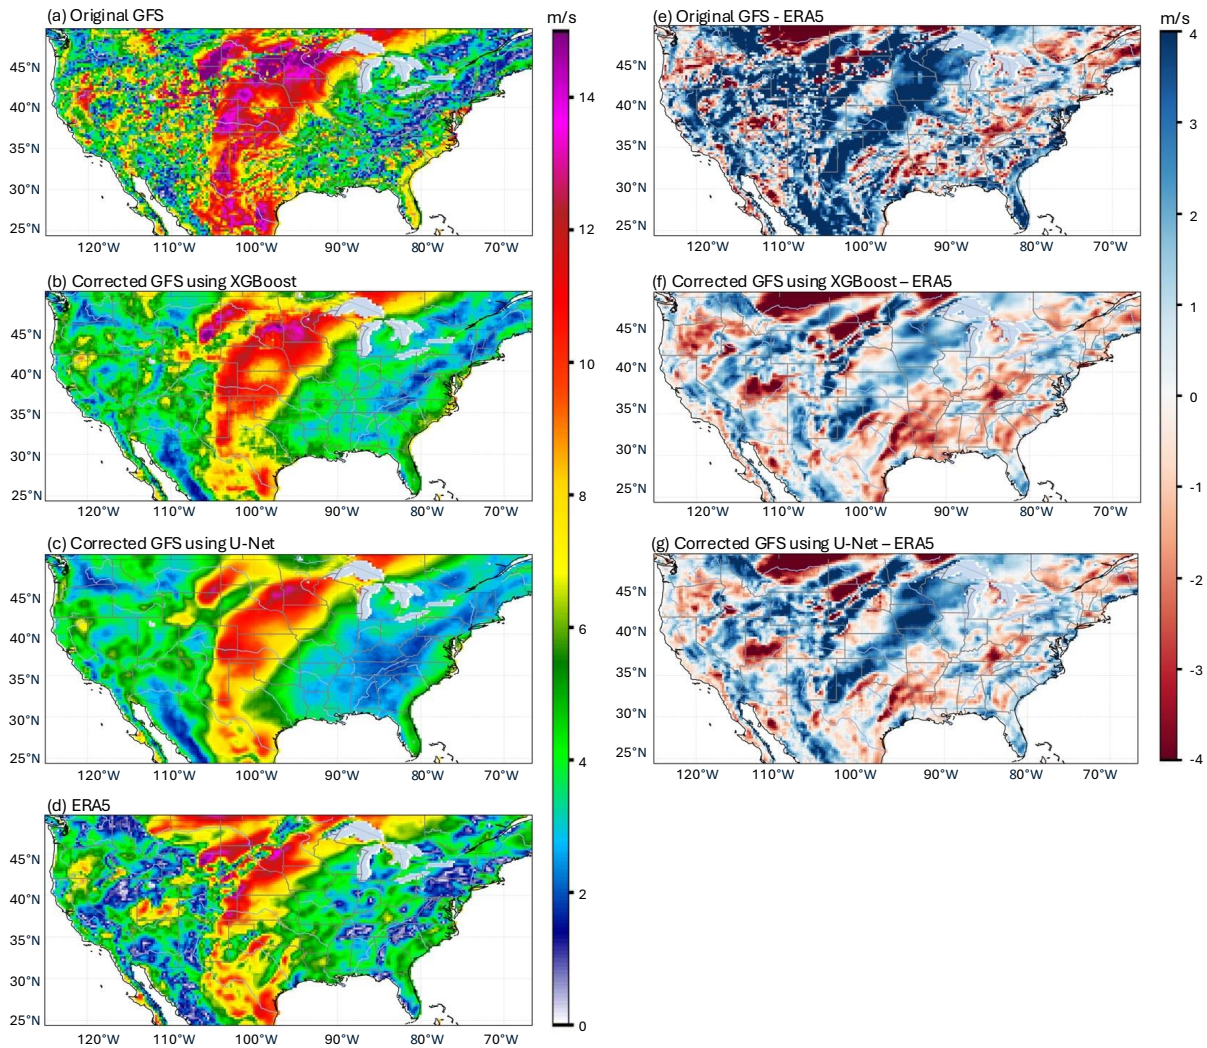 (a) Original GFS
m/s
(e) Original GFS - ERA5
m/s
45°N
40°N
35°N
30°N
25°N
120°W 110°W 100°W 90°W 80°W 70°W
45°N
40°N
35°N
30°N
25°N
120°W 110°W 100°W 90°W 80°W 70°W
(b) Corrected GFS using XGBoost
(f) Corrected GFS using XGBoost – ERA5
45°N
40°N
35°N
30°N
25°N
120°W 110°W 100°W 90°W 80°W 70°W
45°N
40°N
35°N
30°N
25°N
120°W 110°W 100°W 90°W 80°W 70°W
(c) Corrected GFS using U-Net
(g) Corrected GFS using U-Net – ERA5
45°N
40°N
35°N
30°N
25°N
120°W 110°W 100°W 90°W 80°W 70°W
45°N
40°N
35°N
30°N
25°N
120°W 110°W 100°W 90°W 80°W 70°W
(d) ERA5
45°N
40°N
35°N
30°N
25°N
120°W 110°W 100°W 90°W 80°W 70°W
14
12
10
8
6
4
2
0
4
3
2
1
0
-1
-2
-3
-4